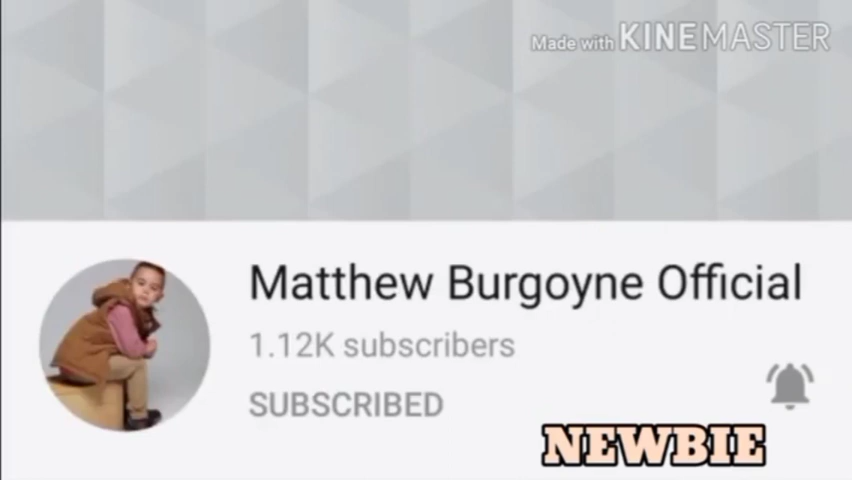 Made with KINEMASTER
Matthew Burgoyne Official
1.12K subscribers
SUBSCRIBED
NEWBIE